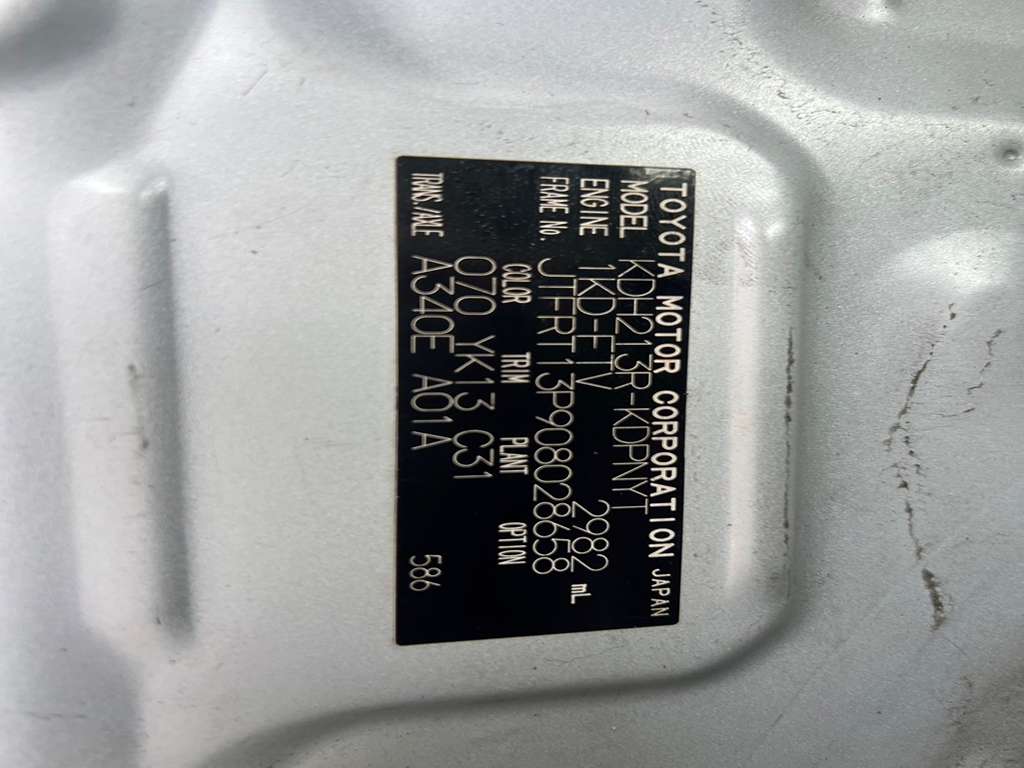 TOYOTA MOTOR CORPORATION JAPAN
MODEL KDH213R-KDPNYT
ENGINE 1KD-FTV 2982 mL
FRAME No. JTFRT13P908028658
COLOR TRIM PLANT OPTION
070 YK13 C31
TRANS./AXLE A340E A01A 586